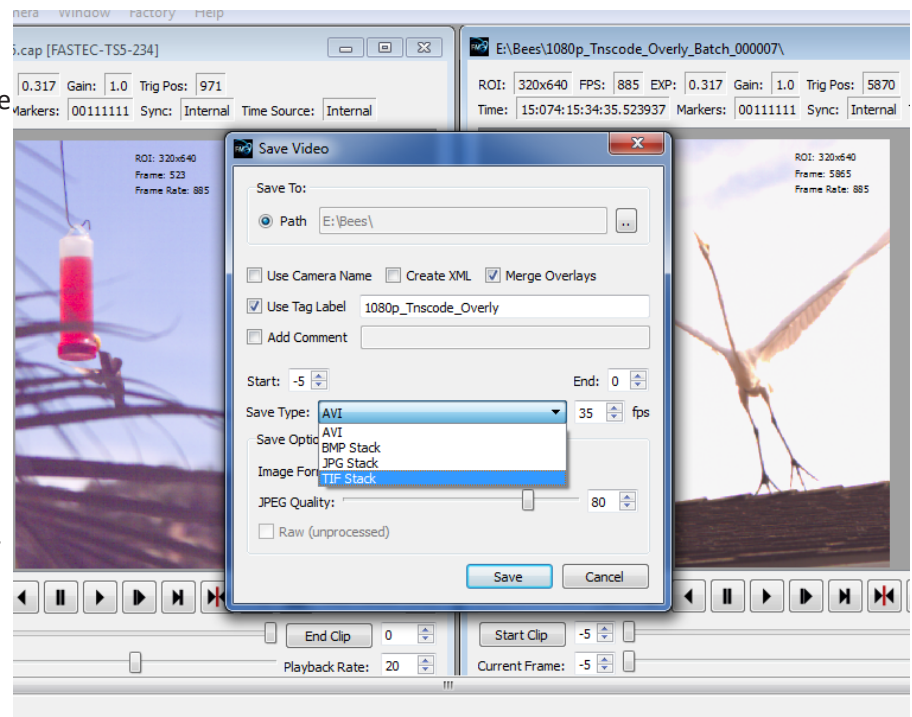 Window Factory Help
5.cap [FASTEC-TS5-234]
0.317 Gain: 1.0 Trig Pos: 971
Markers: 00111111 Sync: Internal Time Source: Internal
ROI: 320x640
Frame: 523
Frame Rate: 885
E:\Bees\1080p_Tnscode_Overly_Batch_000007\
ROI: 320x640 FPS: 885 EXP: 0.317 Gain: 1.0 Trig Pos: 5870
Time: 15:074:15:34:35.523937 Markers: 00111111 Sync: Internal
ROI: 320x640
Frame: 5865
Frame Rate: 885
Save Video
Save To:
Path E:\Bees\ ..
Use Camera Name Create XML Merge Overlays
Use Tag Label 1080p_Tnscode_Overly
Add Comment
Start: -5 End: 0
Save Type: AVI 35 fps
AVI
BMP Stack
JPG Stack
TIF Stack
Save Optio
Image For
JPEG Quality: 80
Raw (unprocessed)
Save Cancel
End Clip 0
Playback Rate: 20
Start Clip -5
Current Frame: -5